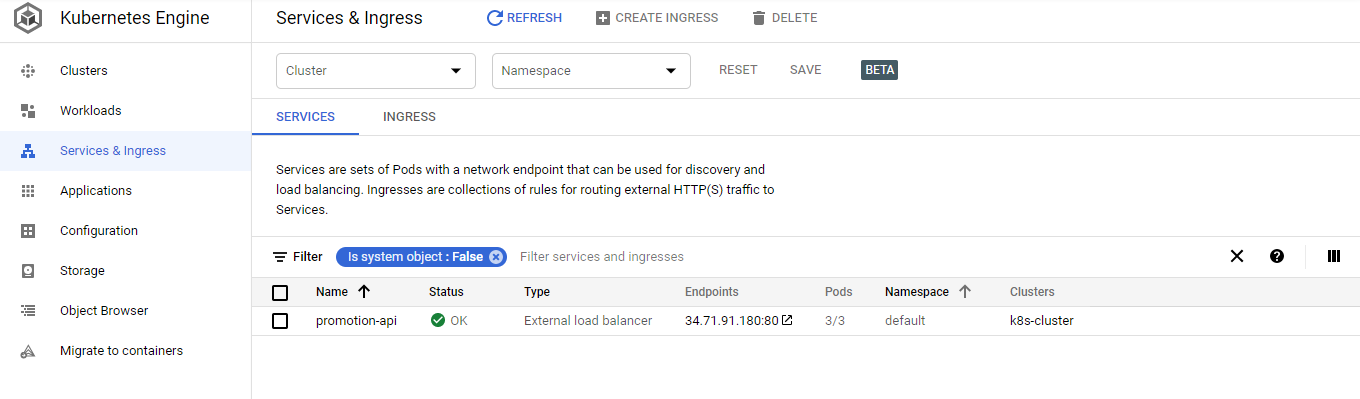 Kubernetes Engine
Services & Ingress
REFRESH
CREATE INGRESS
DELETE
Clusters
Workloads
Services & Ingress
Applications
Configuration
Storage
Object Browser
Migrate to containers
Cluster
Namespace
RESET
SAVE
BETA
SERVICES
INGRESS
Services are sets of Pods with a network endpoint that can be used for discovery and
load balancing. Ingresses are collections of rules for routing external HTTP(S) traffic to
Services.
Filter
Is system object : False
Filter services and ingresses
Name Status Type Endpoints Pods Namespace Clusters
promotion-api OK External load balancer 34.71.91.180:80 3/3 default k8s-cluster